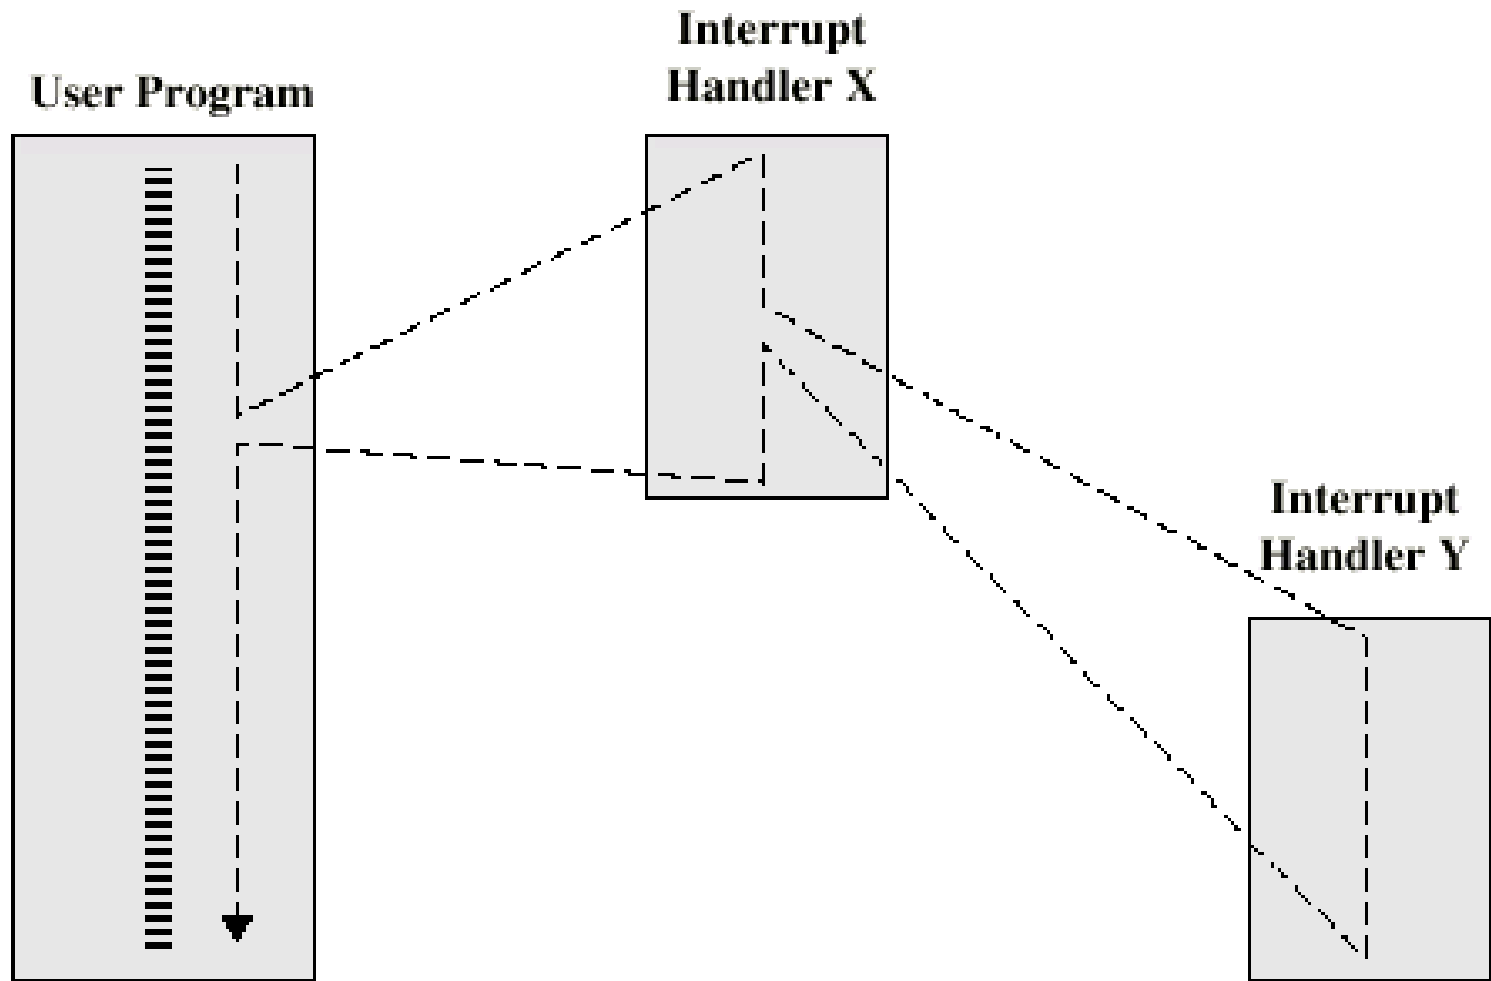 User Program
Interrupt
Handler X
Interrupt
Handler Y